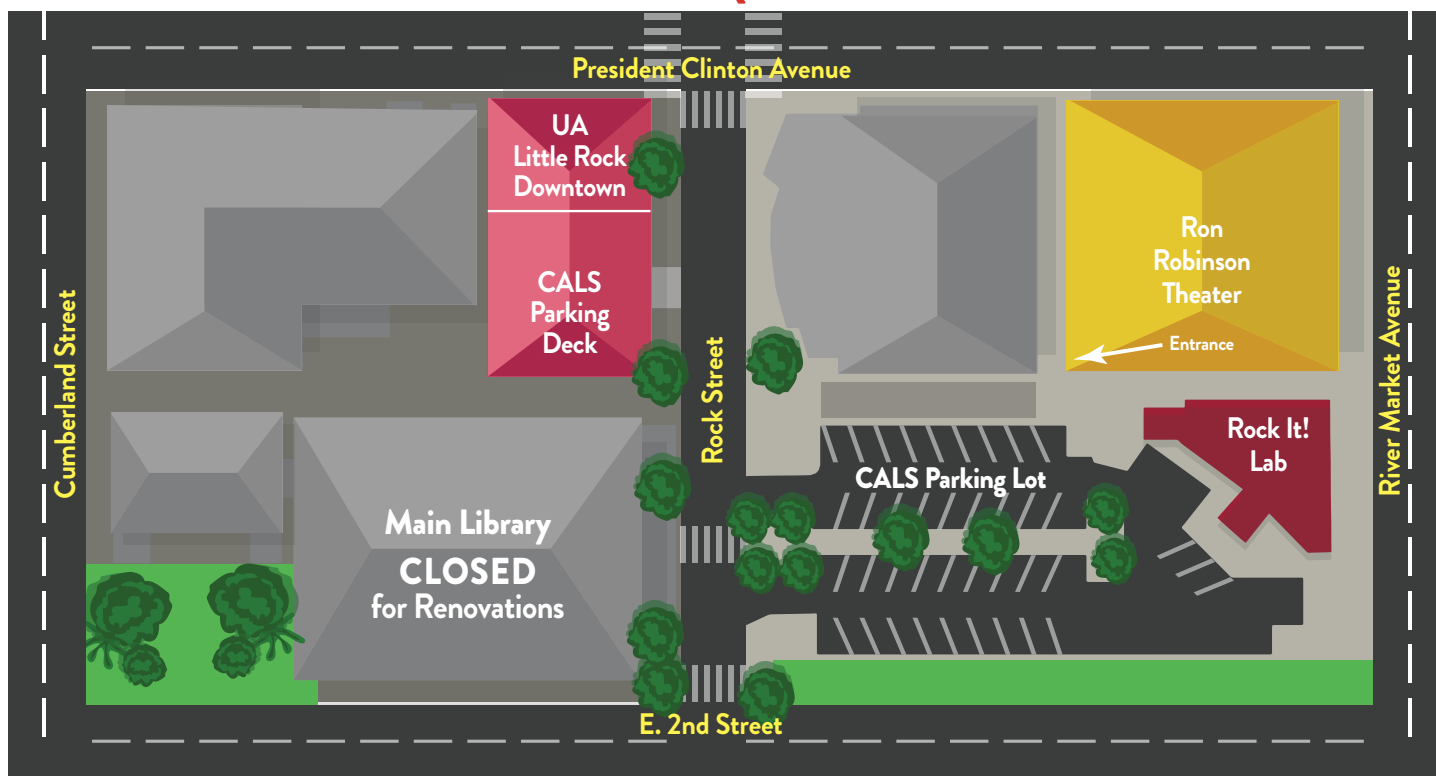 President Clinton Avenue
UA
Little Rock
Downtown
CALS
Parking
Deck
Ron
Robinson
Theater
Entrance
Cumberland Street
Rock Street
River Market Avenue
Rock It!
Lab
CALS Parking Lot
Main Library
CLOSED
for Renovations
E. 2nd Street